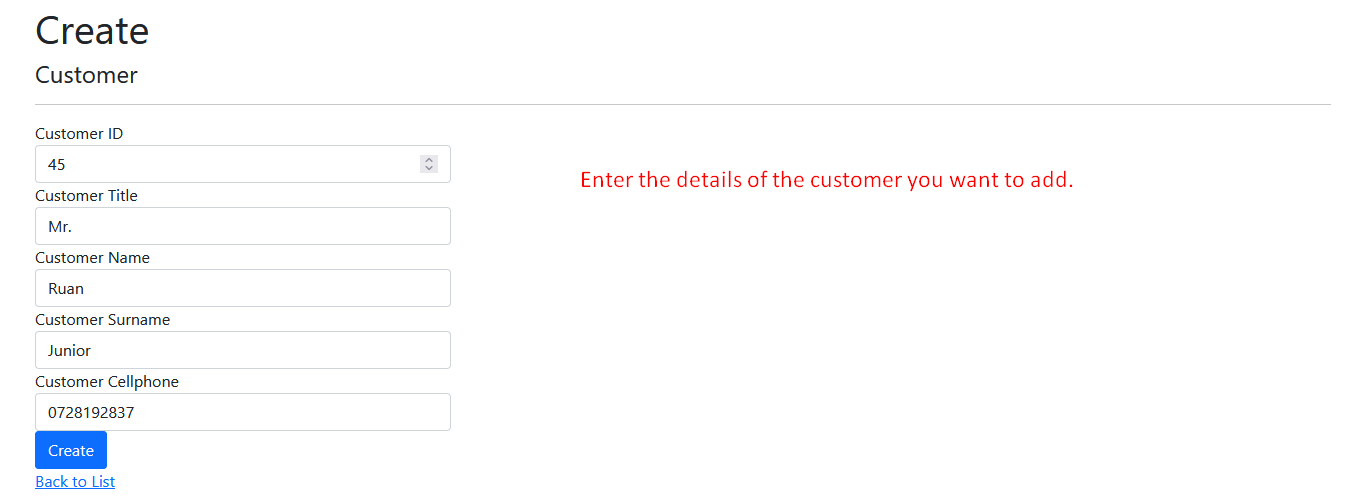 Create
Customer
Customer ID
45
Enter the details of the customer you want to add.
Customer Title
Mr.
Customer Name
Ruan
Customer Surname
Junior
Customer Cellphone
0728192837
Create
Back to List